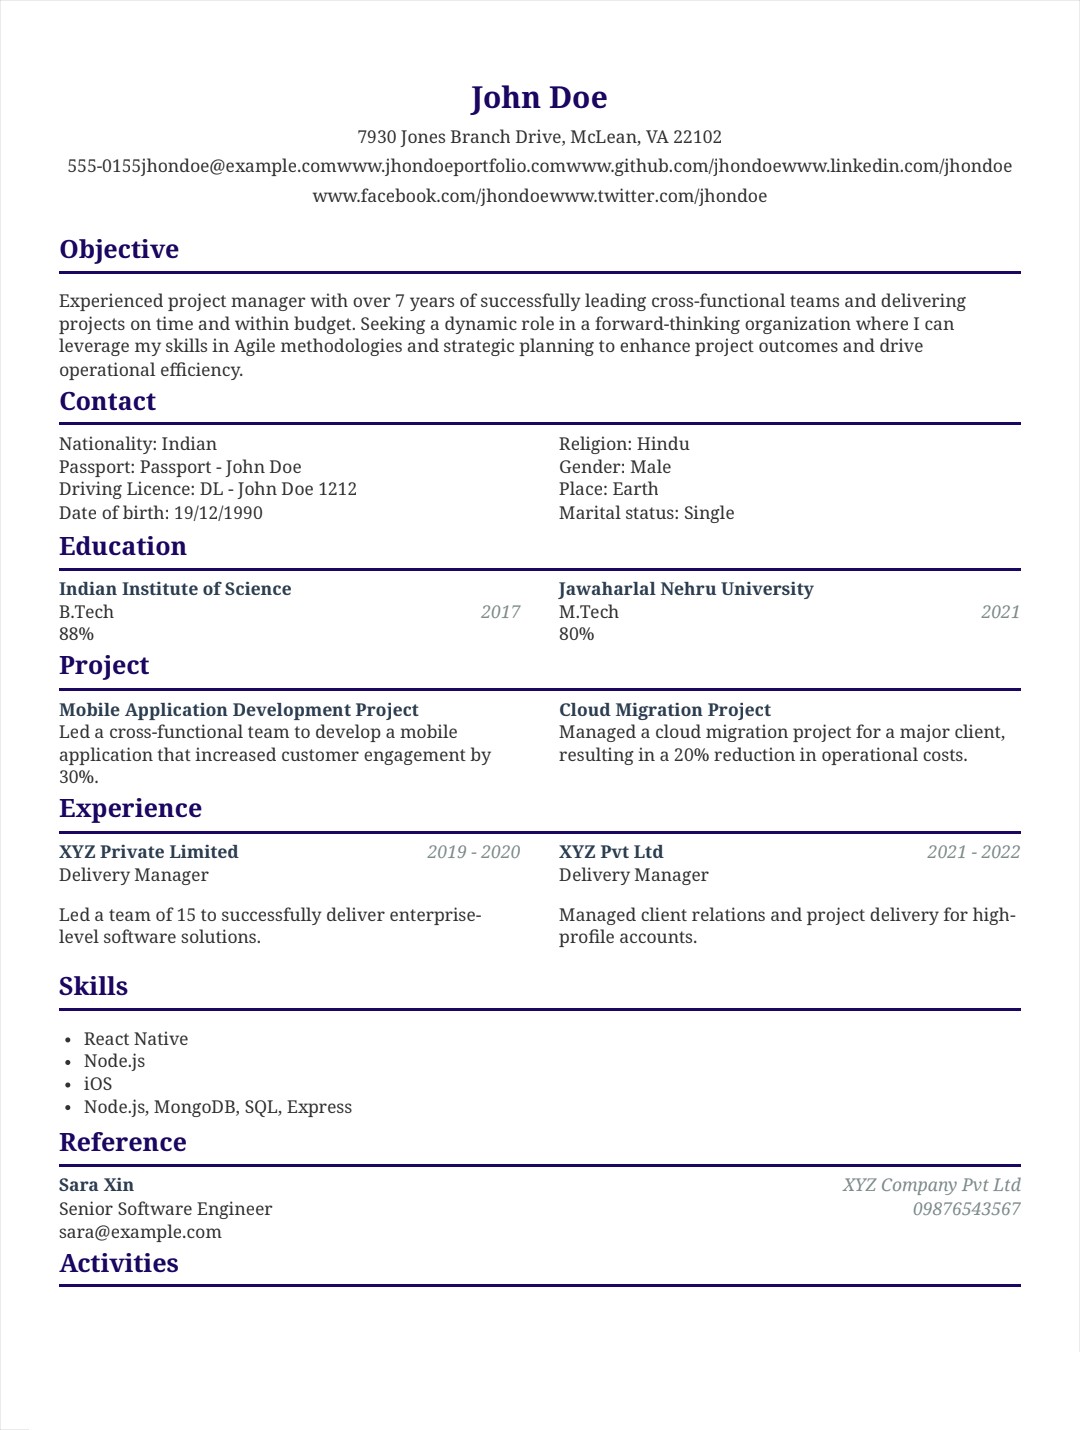 John Doe
7930 Jones Branch Drive, McLean, VA 22102
555-0155jhondoe@example.comwww.jhondoeportfolio.comwww.github.com/jhondoewww.linkedin.com/jhondoe
www.facebook.com/jhondoewww.twitter.com/jhondoe
Objective
Experienced project manager with over 7 years of successfully leading cross-functional teams and delivering
projects on time and within budget. Seeking a dynamic role in a forward-thinking organization where I can
leverage my skills in Agile methodologies and strategic planning to enhance project outcomes and drive
operational efficiency.
Contact
Nationality: Indian
Passport: Passport - John Doe
Driving Licence: DL - John Doe 1212
Date of birth: 19/12/1990
Religion: Hindu
Gender: Male
Place: Earth
Marital status: Single
Education
Indian Institute of Science
B.Tech 2017
88%
Jawaharlal Nehru University
M.Tech 2021
80%
Project
Mobile Application Development Project
Led a cross-functional team to develop a mobile
application that increased customer engagement by
30%.
Cloud Migration Project
Managed a cloud migration project for a major client,
resulting in a 20% reduction in operational costs.
Experience
XYZ Private Limited 2019 - 2020
Delivery Manager
Led a team of 15 to successfully deliver enterprise-
level software solutions.
XYZ Pvt Ltd 2021 - 2022
Delivery Manager
Managed client relations and project delivery for high-
profile accounts.
Skills
• React Native
• Node.js
• iOS
• Node.js, MongoDB, SQL, Express
Reference
Sara Xin XYZ Company Pvt Ltd
Senior Software Engineer 09876543567
sara@example.com
Activities